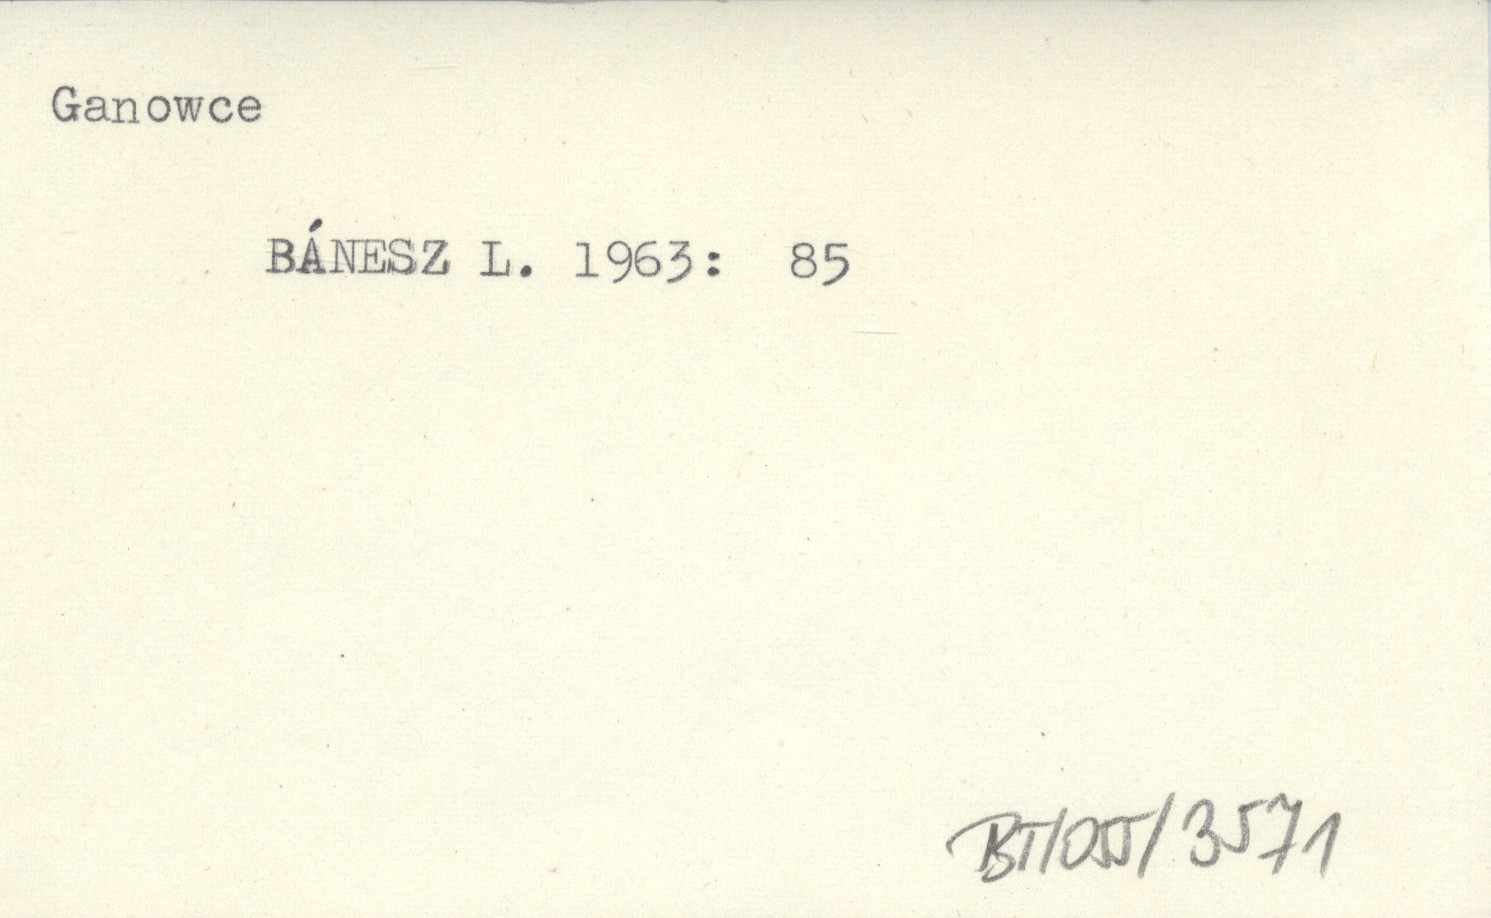 Ganowce
BÁNESZ L. 1963: 85
BT/055/3571